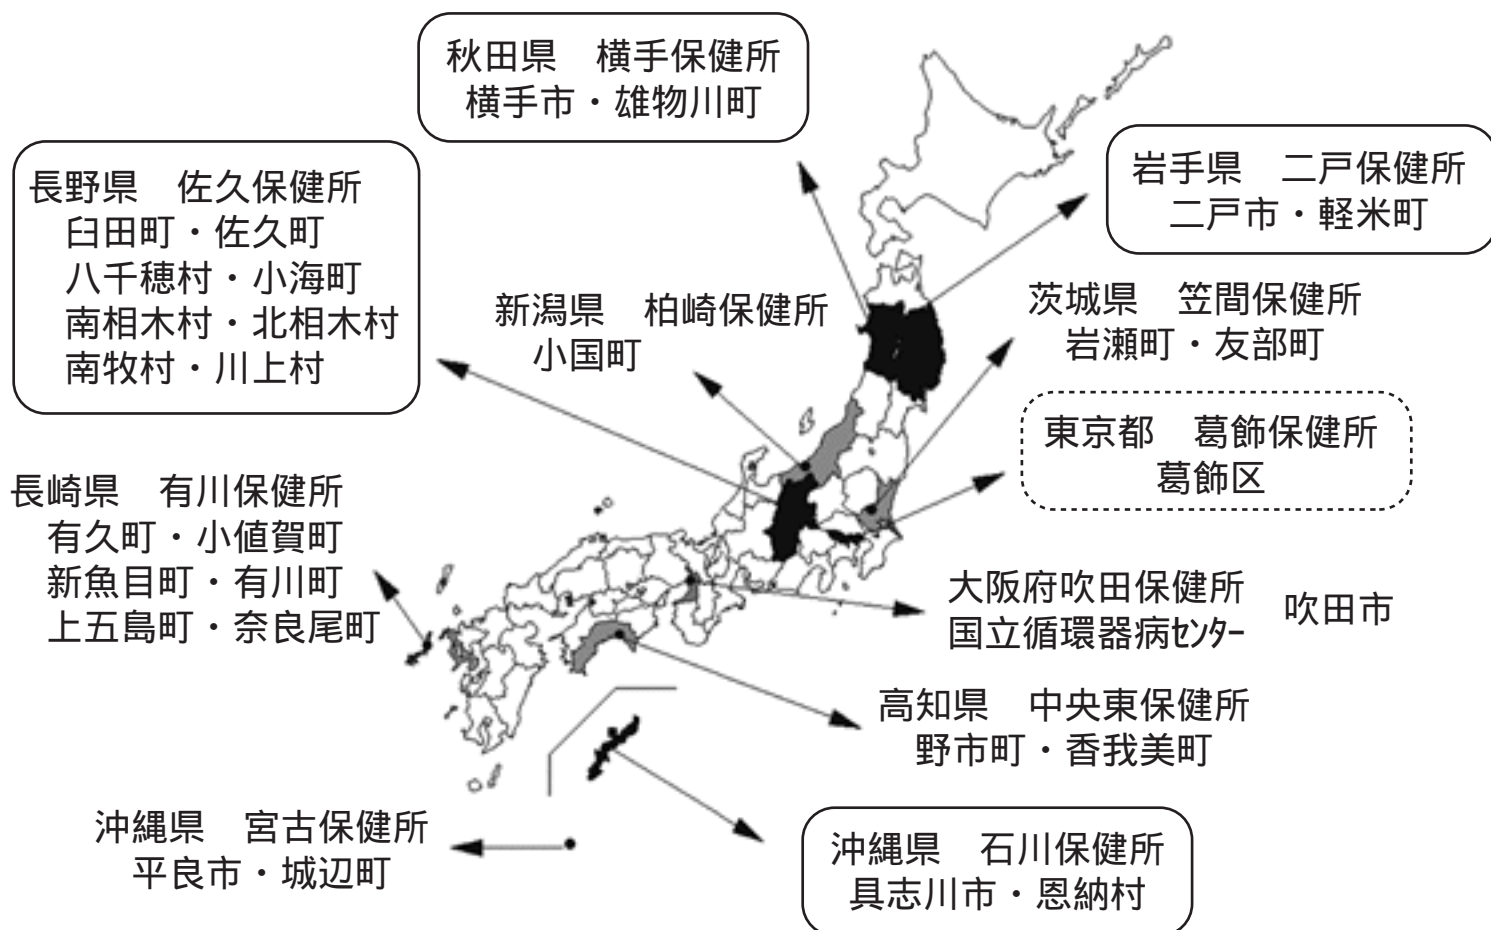 秋田県　横手保健所
横手市・雄物川町
岩手県　二戸保健所
二戸市・軽米町
長野県　佐久保健所
臼田町・佐久町
八千穂村・小海町
南相木村・北相木村
南牧村・川上村
新潟県　柏崎保健所
小国町
茨城県　笠間保健所
岩瀬町・友部町
東京都　葛飾保健所
葛飾区
長崎県　有川保健所
有久町・小値賀町
新魚目町・有川町
上五島町・奈良尾町
大阪府吹田保健所
国立循環器病センター
吹田市
高知県　中央東保健所
野市町・香我美町
沖縄県　宮古保健所
平良市・城辺町
沖縄県　石川保健所
具志川市・恩納村